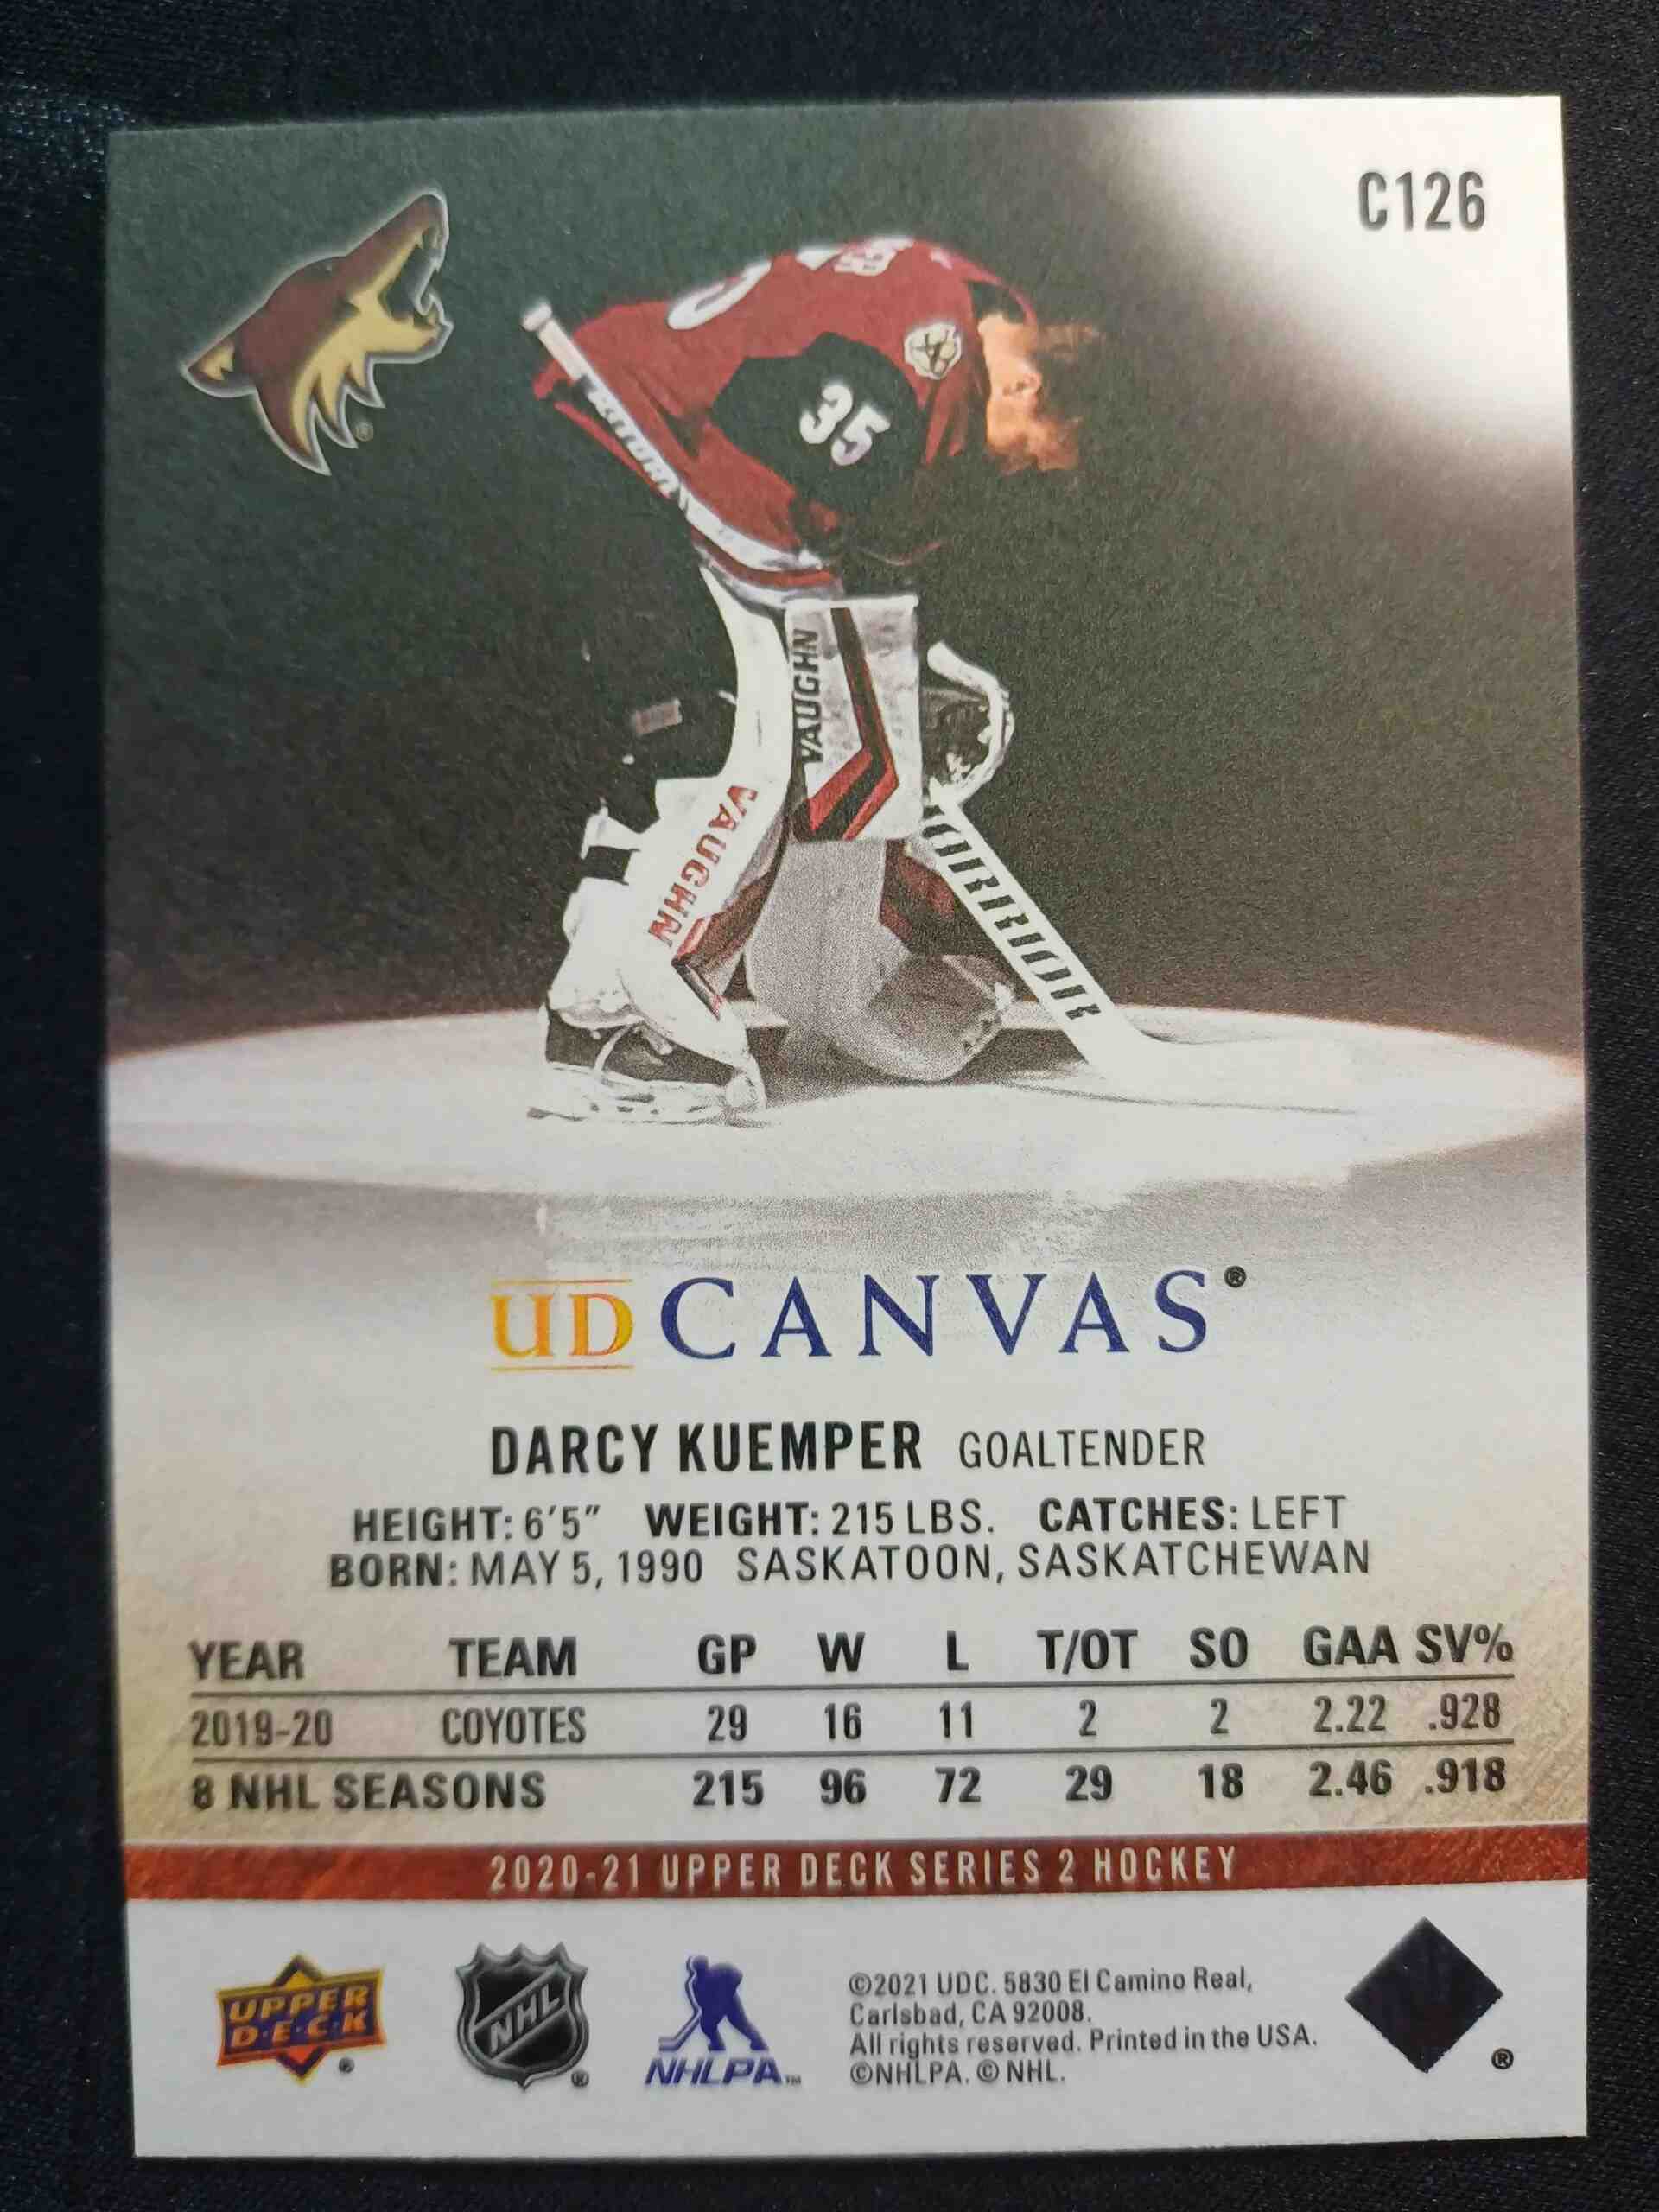 C126
35
VAUGHN
VAUGHN
WARRIOR
UD CANVAS®
DARCY KUEMPER GOALTENDER
HEIGHT: 6'5" WEIGHT: 215 LBS. CATCHES: LEFT
BORN: MAY 5, 1990 SASKATOON, SASKATCHEWAN
YEAR TEAM GP W L T/OT SO GAA SV%
2019-20 COYOTES 29 16 11 2 2 2.22 .928
8 NHL SEASONS 215 96 72 29 18 2.46 .918
2020-21 UPPER DECK SERIES 2 HOCKEY
UPPER
D·E·C·K
®
NHL
®
NHLPA™
©2021 UDC. 5830 El Camino Real,
Carlsbad, CA 92008.
All rights reserved. Printed in the USA.
©NHLPA. © NHL.
®